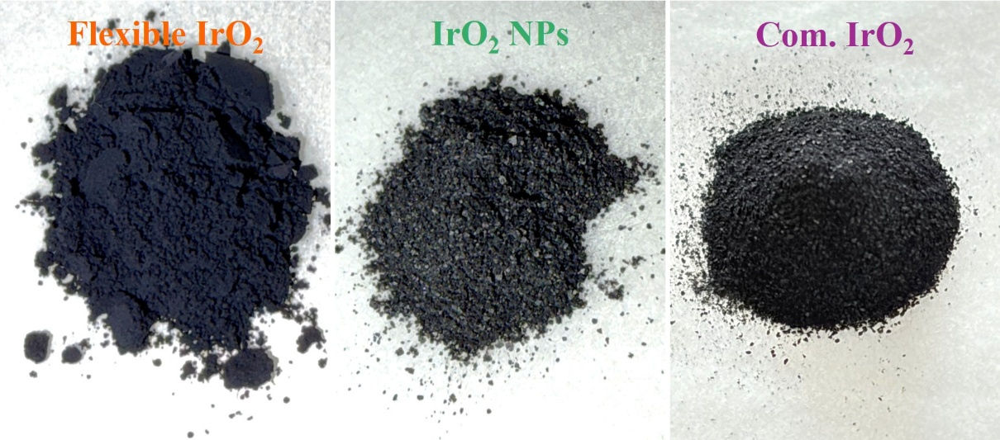 Flexible IrO₂
IrO₂ NPs
Com. IrO₂